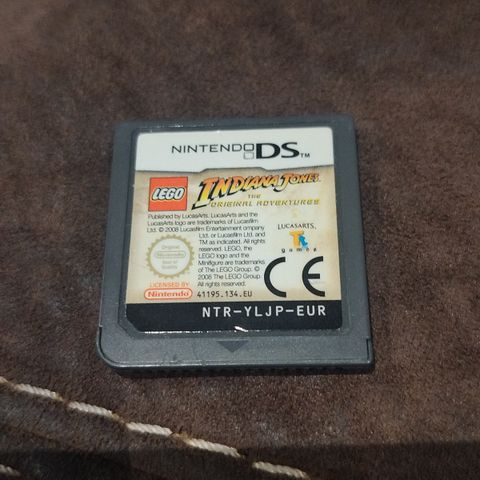 NINTENDO DS™
LEGO
INDIANA JONES
THE
ORIGINAL ADVENTURES
Published by LucasArts. LucasArts and the
LucasArts logo are trademarks of Lucasfilm
Ltd. © 2008 Lucasfilm Entertainment company
Ltd. or Lucasfilm Ltd. and
TM as indicated. All rights
reserved. LEGO, the
LEGO logo and the
Minifigure are trademarks
of The LEGO Group. ©
2008 The LEGO Group.
All rights reserved.
LUCASARTS
games
Original
Nintendo
Seal of
Quality
LICENSED BY
Nintendo
41195.134.EU
CE
NTR-YLJP-EUR